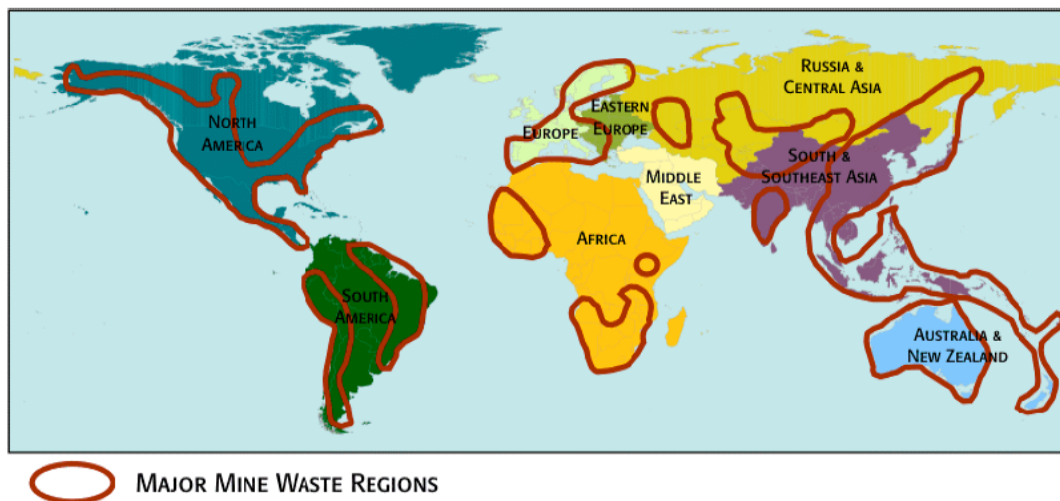 RUSSIA &
CENTRAL ASIA
NORTH
AMERICA
EASTERN
EUROPE
EUROPE
SOUTH &
SOUTHEAST ASIA
MIDDLE
EAST
AFRICA
SOUTH
AMERICA
AUSTRALIA &
NEW ZEALAND
MAJOR MINE WASTE REGIONS